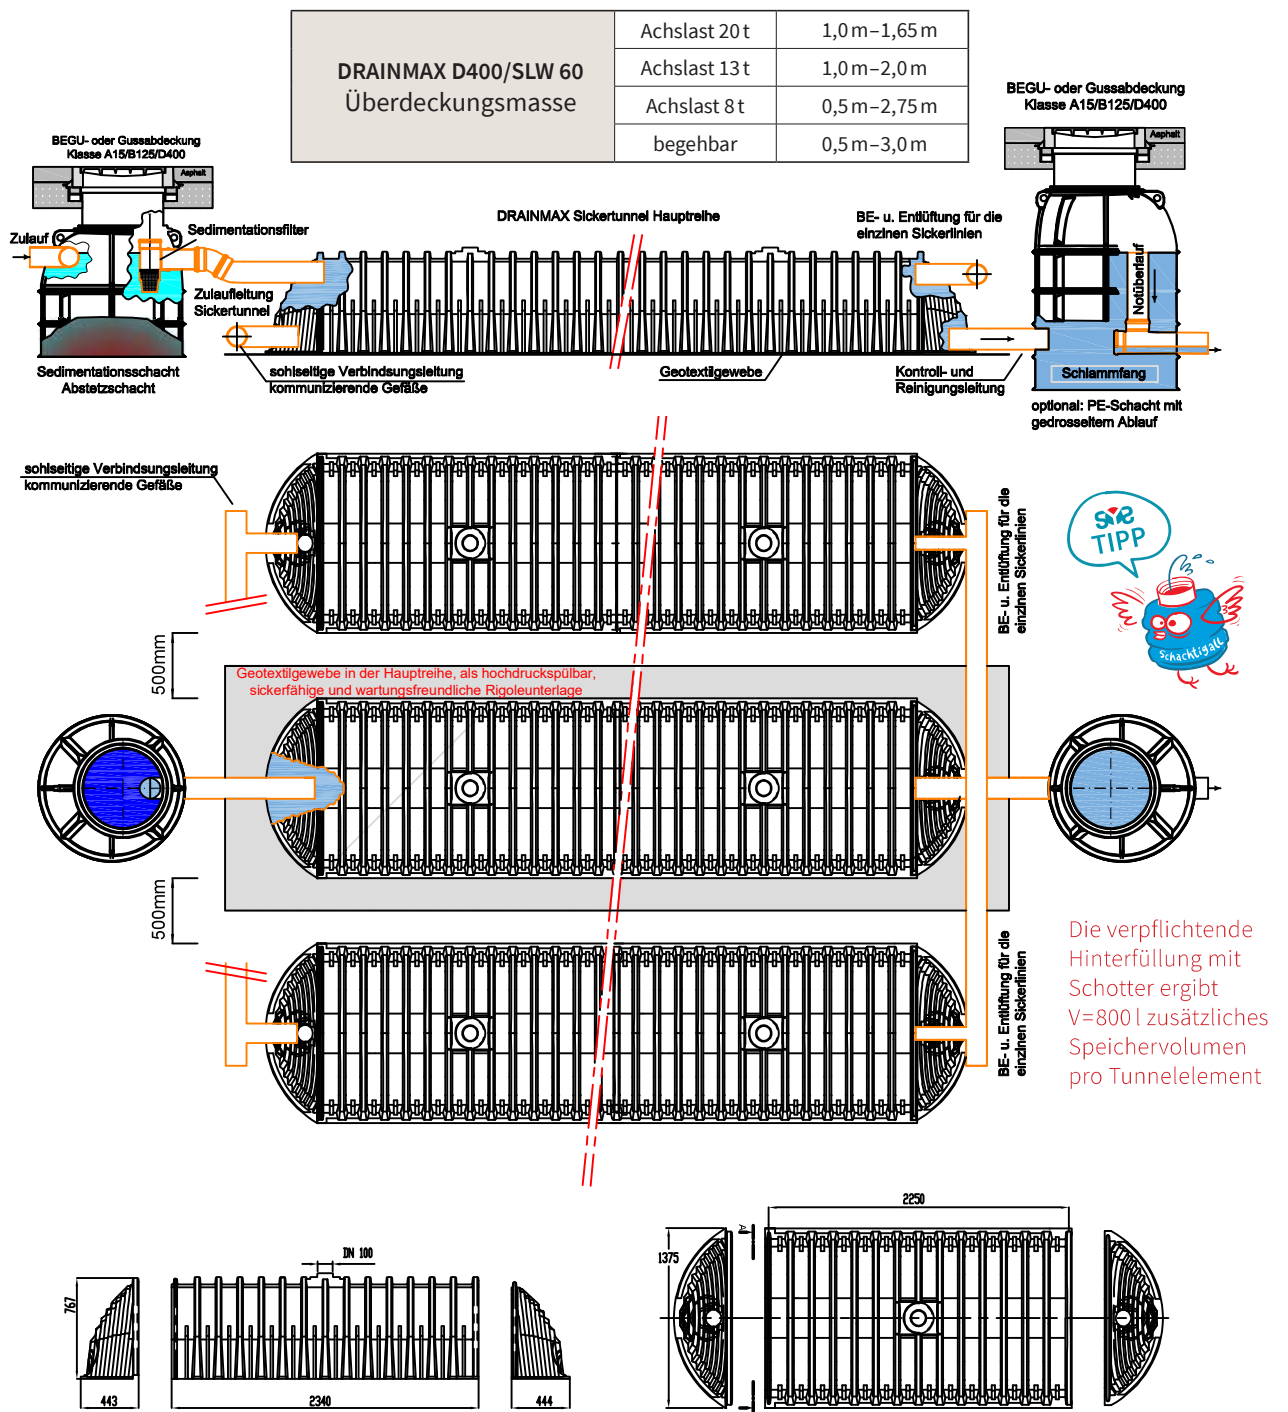 DRAINMAX D400/SLW 60
Überdeckungsmasse
Achslast 20 t 1,0 m–1,65 m
Achslast 13 t 1,0 m–2,0 m
Achslast 8 t 0,5 m–2,75 m
begehbar 0,5 m–3,0 m
BEGU- oder Gussabdeckung
Klasse A15/B125/D400
Asphalt
BEGU- oder Gussabdeckung
Klasse A15/B125/D400
Asphalt
Zulauf
Sedimentationsfilter
DRAINMAX Sickertunnel Hauptreihe
BE- u. Entlüftung für die
einzlnen Sickerlinien
Zulaufleitung
Sickertunnel
Notüberlauf
Sedimentationsschacht
Abstetzschacht
sohlseitige Verbindsungsleitung
kommunizierende Gefäße
Geotextilgewebe
Kontroll- und
Reinigungsleitung
Schlammfang
optional: PE-Schacht mit
gedrosseltem Ablauf
sohlseitige Verbindsungsleitung
kommunizierende Gefäße
BE- u. Entlüftung für die
einzlnen Sickerlinien
SVS
TIPP
Schachtigall
500mm
Geotextilgewebe in der Hauptreihe, als hochdruckspülbar,
sickerfähige und wartungsfreundliche Rigoleunterlage
500mm
BE- u. Entlüftung für die
einzlnen Sickerlinien
Die verpflichtende
Hinterfüllung mit
Schotter ergibt
V=800 l zusätzliches
Speichervolumen
pro Tunnelelement
DN 100
767
443
2340
444
2250
1375